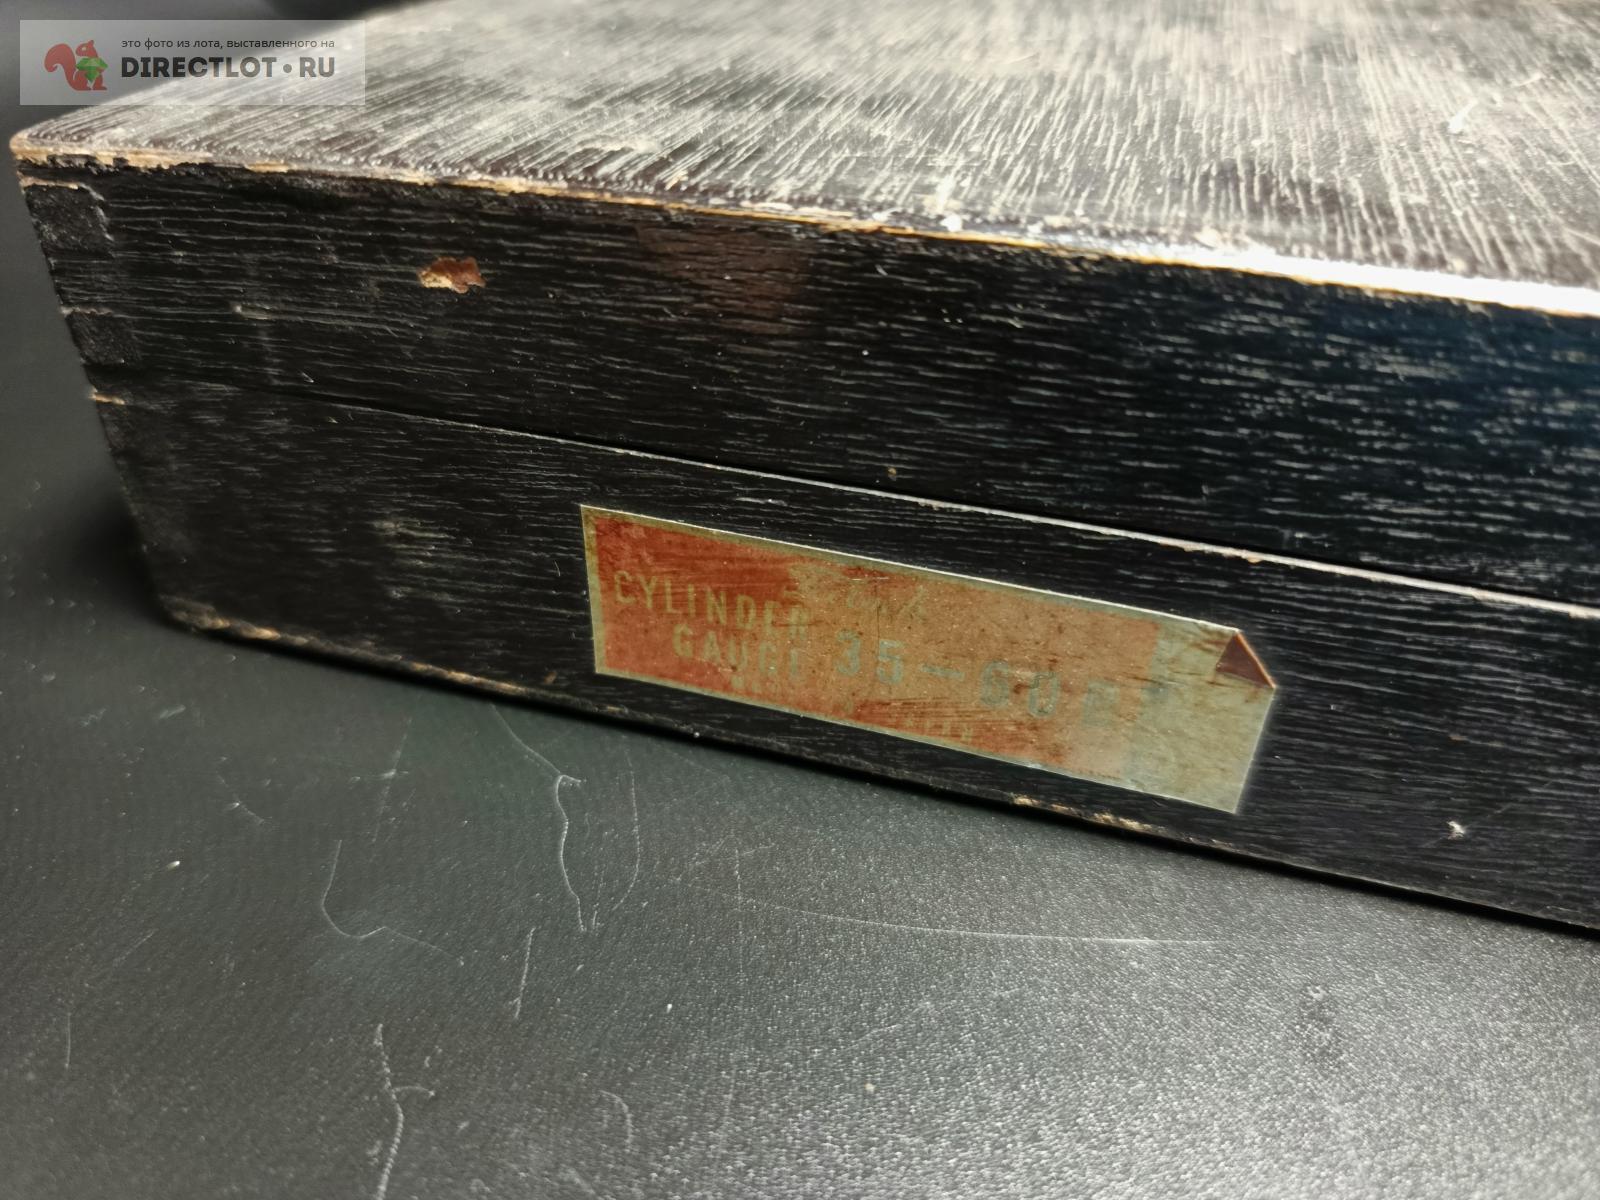 это фото из лота, выставленного на
DIRECTLOT.RU
CYLINDER
GAUGE 35-60